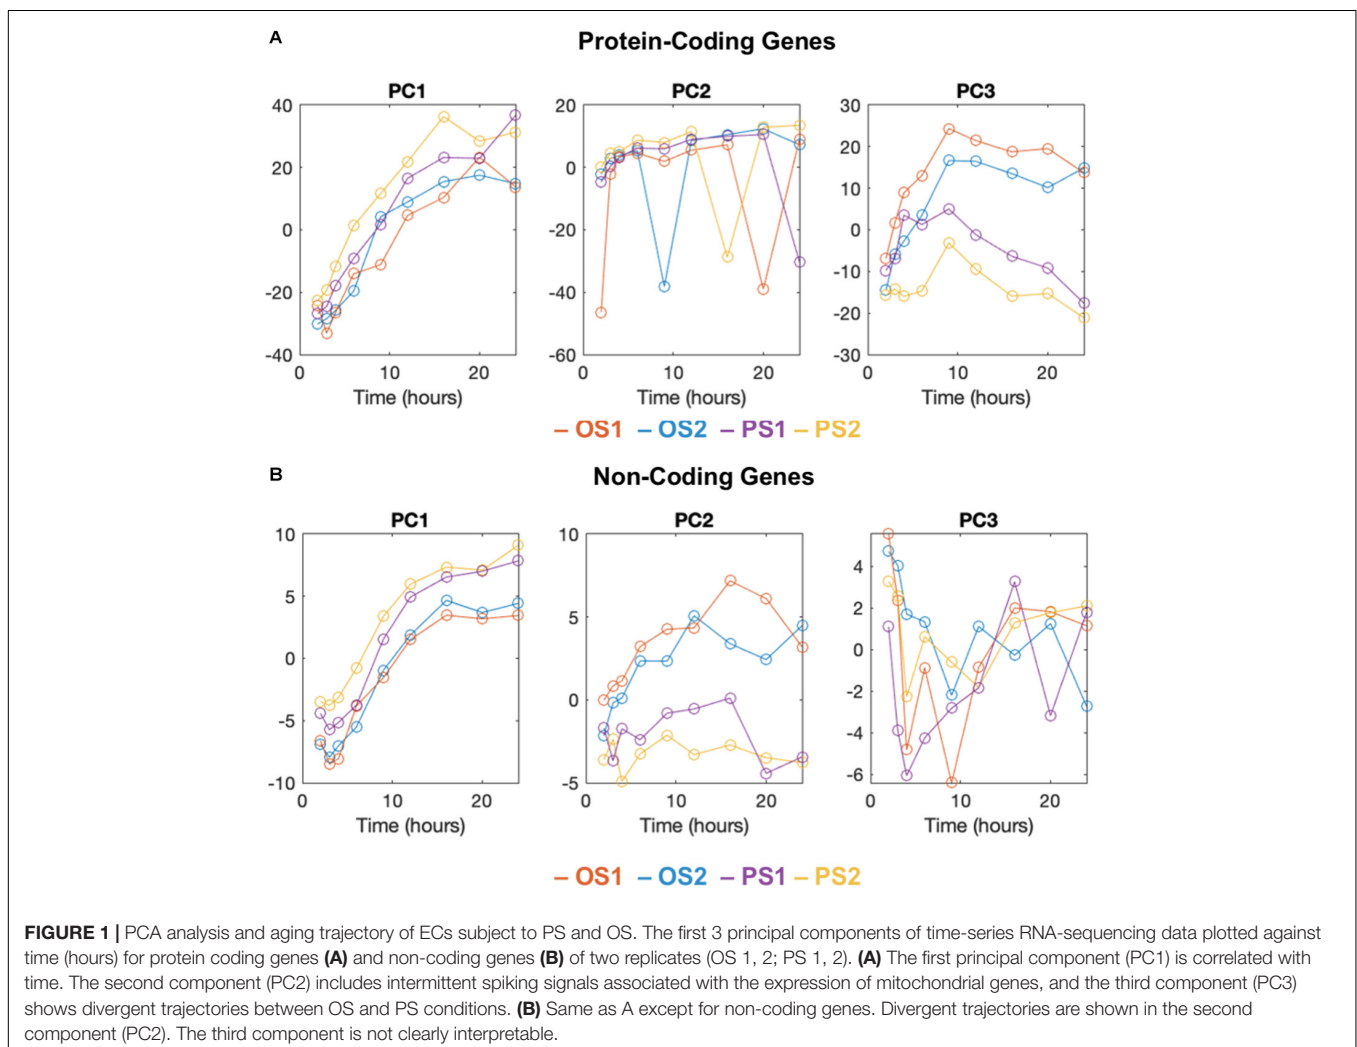 A
Protein-Coding Genes
PC1 PC2 PC3
40 20 30
20 0 20
0 -20 10
-20 -40 0
-40 -60 -10
-20
-30
0 10 20 0 10 20 0 10 20
Time (hours) Time (hours) Time (hours)
– OS1 – OS2 – PS1 – PS2
B
Non-Coding Genes
PC1 PC2 PC3
10 10 4
5 5 2
0 0 0
-5 -5 -2
-10 -4
-6
0 10 20 0 10 20 0 10 20
Time (hours) Time (hours) Time (hours)
– OS1 – OS2 – PS1 – PS2
FIGURE 1 | PCA analysis and aging trajectory of ECs subject to PS and OS. The first 3 principal components of time-series RNA-sequencing data plotted against
time (hours) for protein coding genes (A) and non-coding genes (B) of two replicates (OS 1, 2; PS 1, 2). (A) The first principal component (PC1) is correlated with
time. The second component (PC2) includes intermittent spiking signals associated with the expression of mitochondrial genes, and the third component (PC3)
shows divergent trajectories between OS and PS conditions. (B) Same as A except for non-coding genes. Divergent trajectories are shown in the second
component (PC2). The third component is not clearly interpretable.